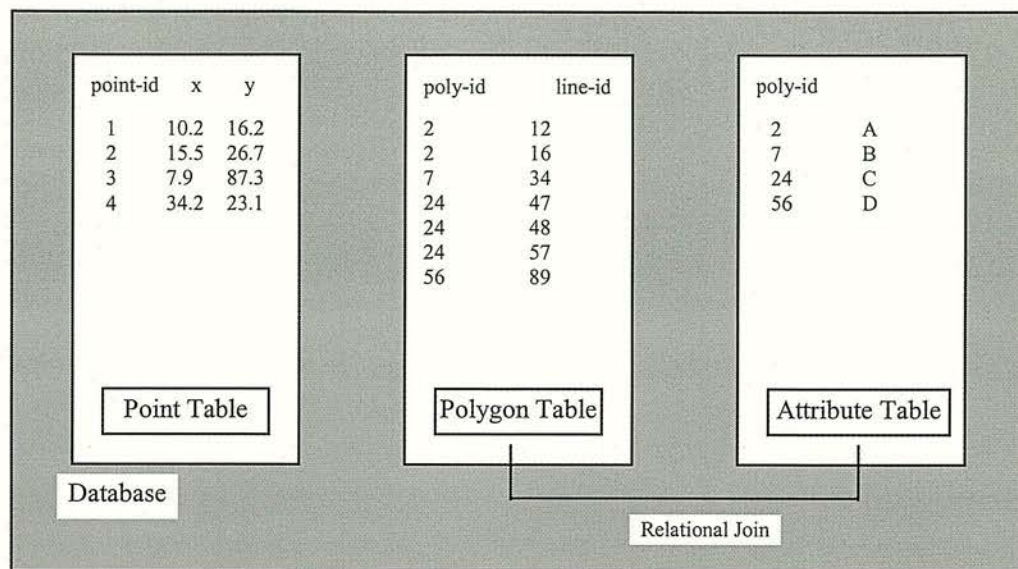 point-id x y
1 10.2 16.2
2 15.5 26.7
3 7.9 87.3
4 34.2 23.1
Point Table
poly-id line-id
2 12
2 16
7 34
24 47
24 48
24 57
56 89
Polygon Table
poly-id
2 A
7 B
24 C
56 D
Attribute Table
Database
Relational Join